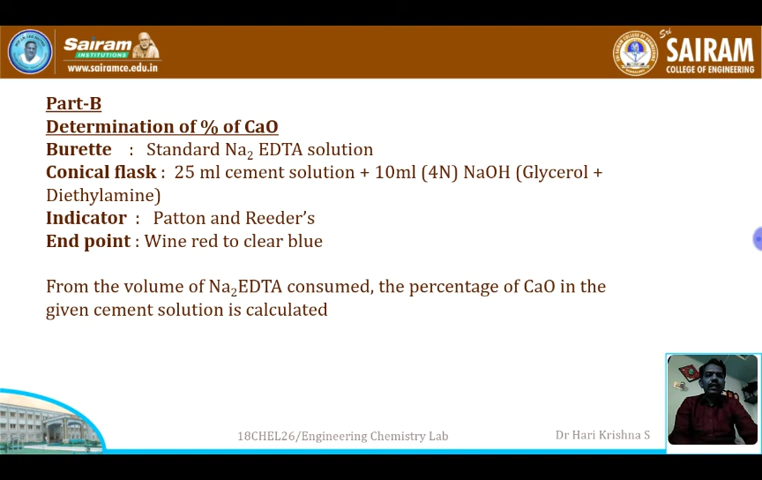 Sairam
INSTITUTIONS
www.sairamce.edu.in
Sri
SAIRAM
COLLEGE OF ENGINEERING
Part-B
Determination of % of CaO
Burette : Standard Na₂ EDTA solution
Conical flask : 25 ml cement solution + 10ml (4N) NaOH (Glycerol +
Diethylamine)
Indicator : Patton and Reeder’s
End point : Wine red to clear blue
From the volume of Na₂EDTA consumed, the percentage of CaO in the
given cement solution is calculated
18CHEL26/Engineering Chemistry Lab
Dr Hari Krishna S